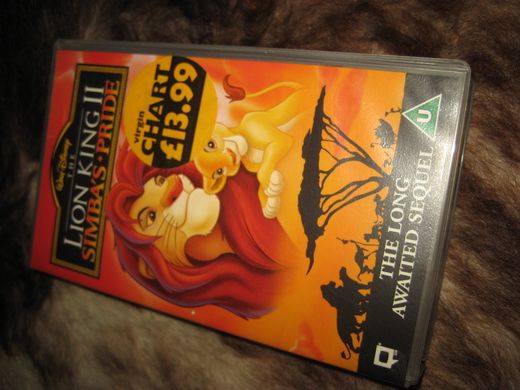 Walt Disney
THE
LION KING II
SIMBA'S•PRIDE
virgin
CHART
£13.99
THE LONG
AWAITED SEQUEL
U